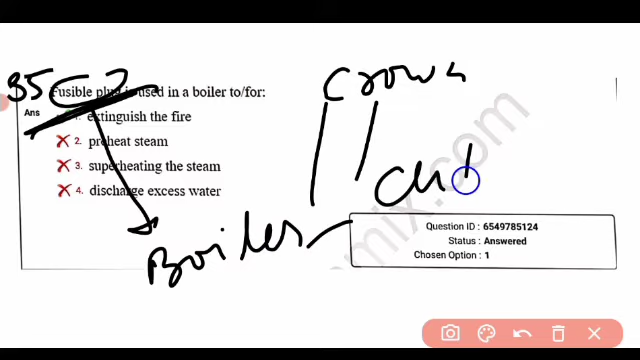 35
Fusible plug is used in a boiler to/for:
Ans
1. extinguish the fire
2. preheat steam
3. superheating the steam
4. discharge excess water
Crown
Boiler
Question ID : 6549785124
Status : Answered
Chosen Option : 1